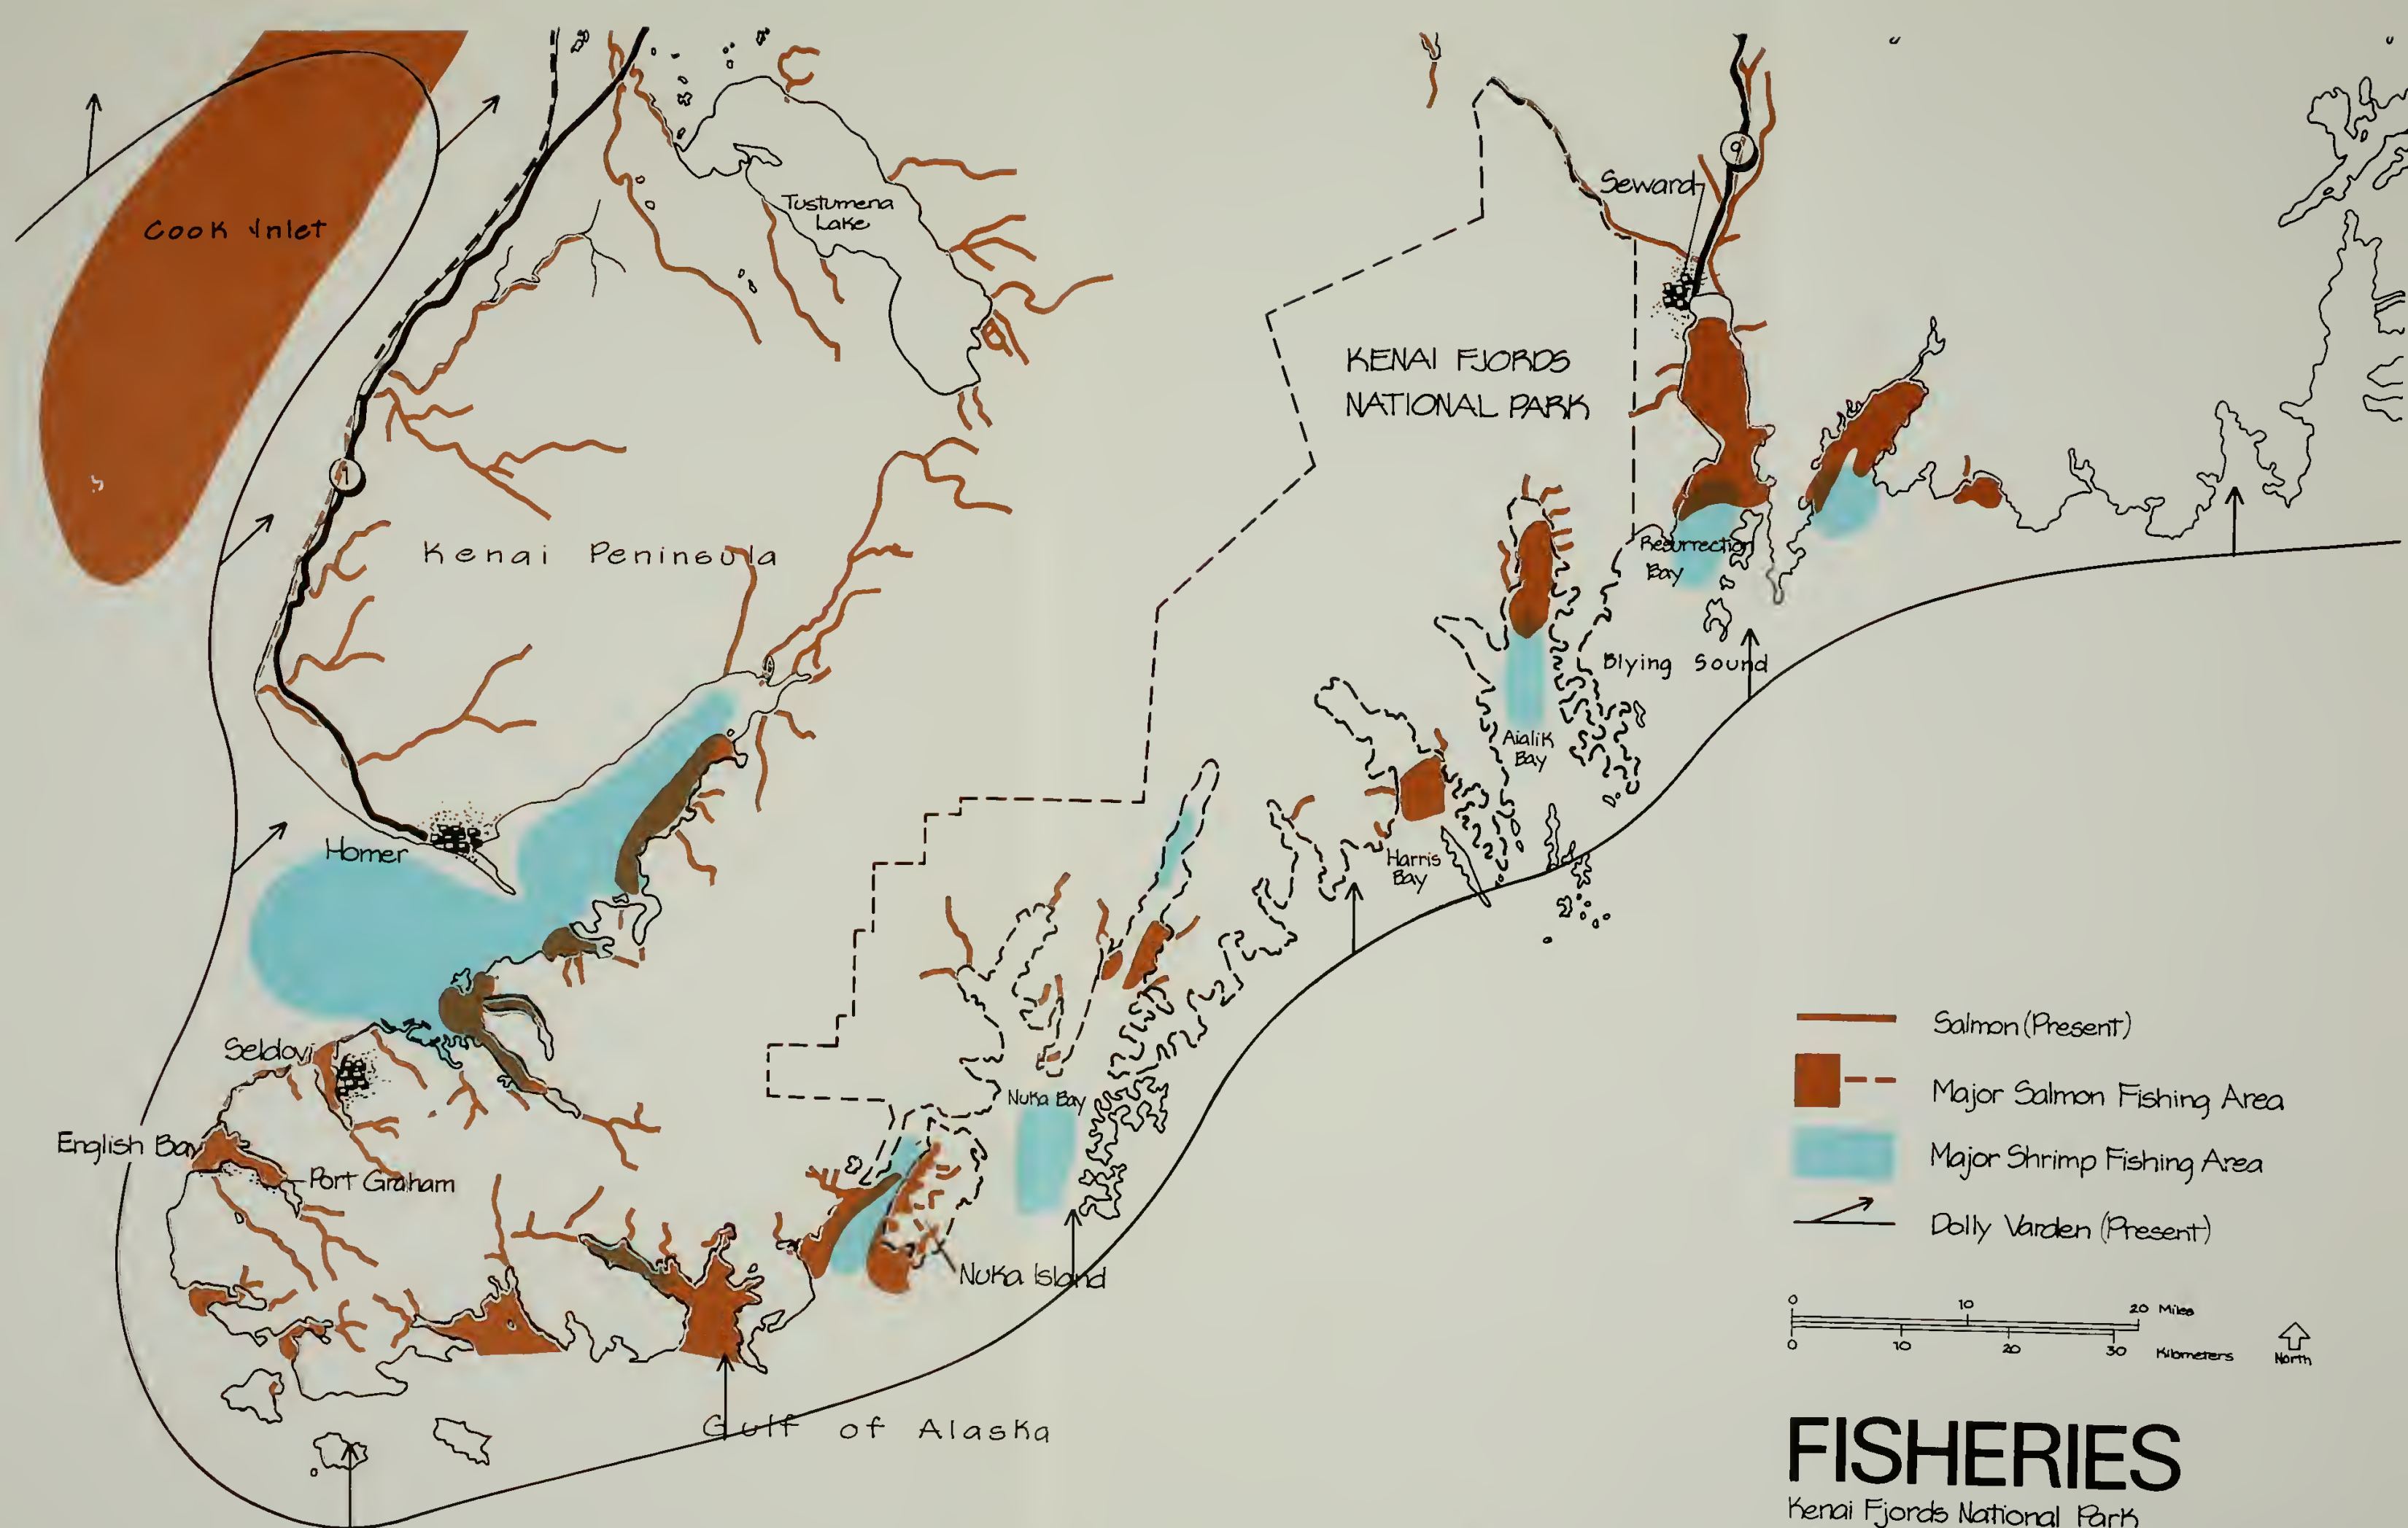 Cook Inlet
Tustumena
Lake
9
Seward
KENAI FJORDS
NATIONAL PARK
1
Kenai Peninsula
Resurrection
Bay
Blying Sound
Aialik
Bay
Homer
Harris
Bay
Seldovi
Nuka Bay
English Bay
Port Graham
Nuka Island
Gulf of Alaska
Salmon (Present)
Major Salmon Fishing Area
Major Shrimp Fishing Area
Dolly Varden (Present)
0 10 20 Miles
0 10 20 30 Kilometers
North
FISHERIES
Kenai Fjords National Park